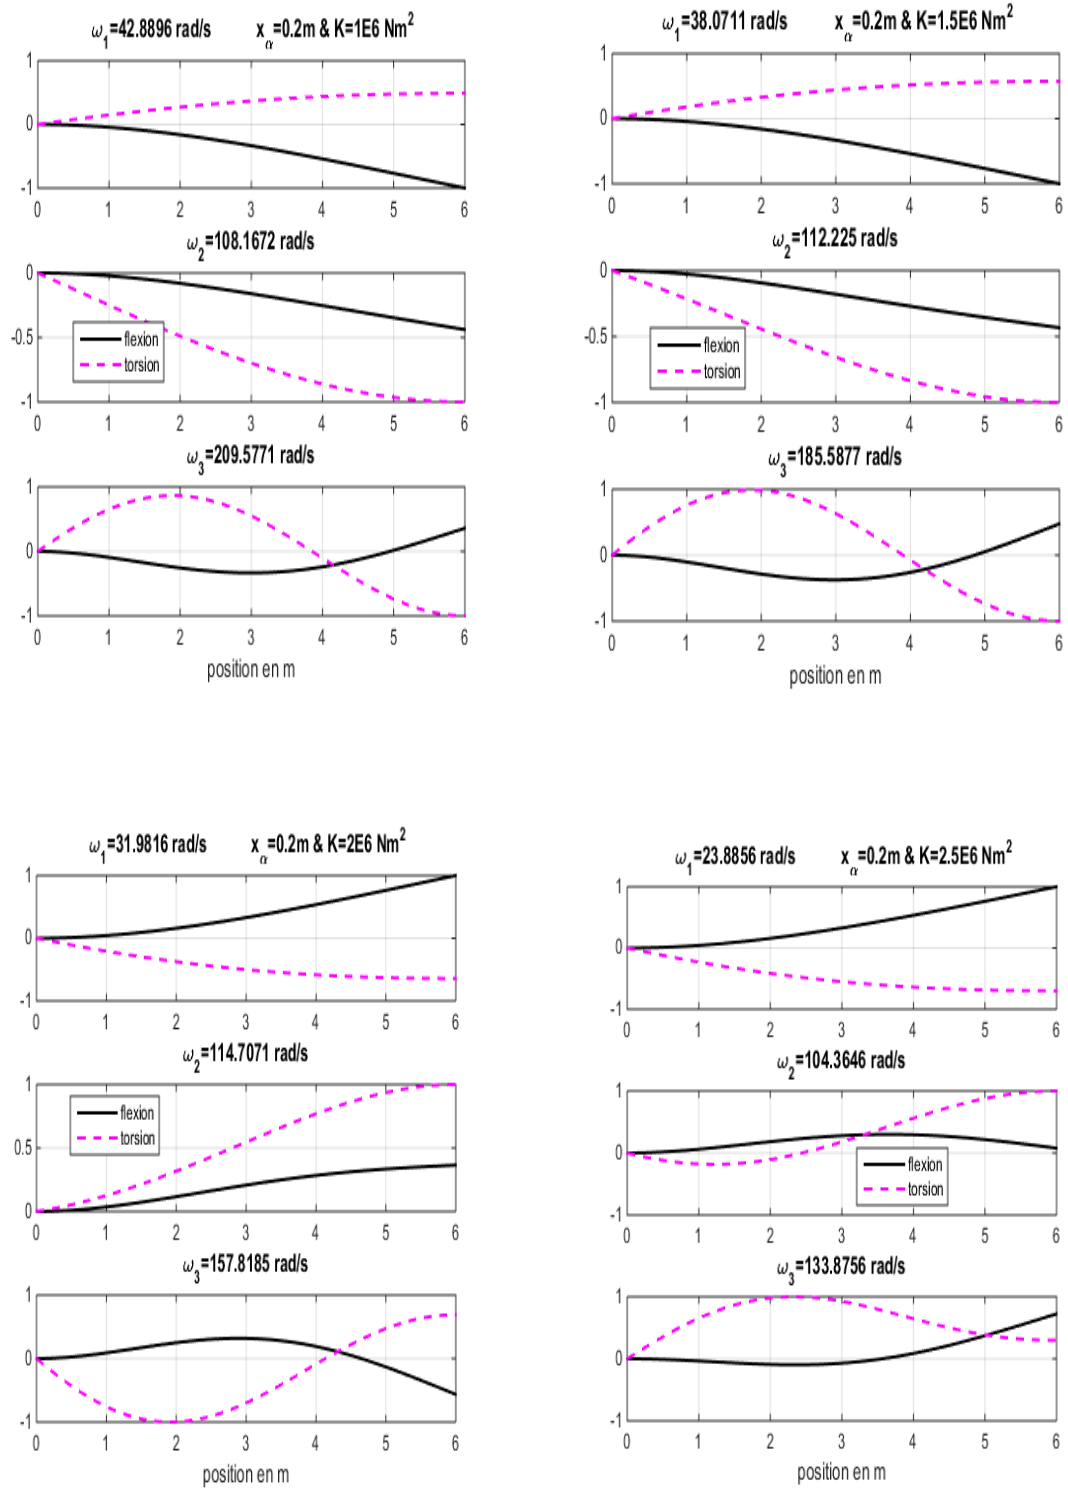 ω1=42.8896 rad/s xα=0.2m & K=1E6 Nm²
1
0
-1
0 1 2 3 4 5 6
ω2=108.1672 rad/s
0
-0.5
-1
flexion
torsion
0 1 2 3 4 5 6
ω3=209.5771 rad/s
1
0
-1
0 1 2 3 4 5 6
position en m
ω1=38.0711 rad/s xα=0.2m & K=1.5E6 Nm²
1
0
-1
0 1 2 3 4 5 6
ω2=112.225 rad/s
0
-0.5
-1
flexion
torsion
0 1 2 3 4 5 6
ω3=185.5877 rad/s
1
0
-1
0 1 2 3 4 5 6
position en m
ω1=31.9816 rad/s xα=0.2m & K=2E6 Nm²
1
0
-1
0 1 2 3 4 5 6
ω2=114.7071 rad/s
1
0.5
0
flexion
torsion
0 1 2 3 4 5 6
ω3=157.8185 rad/s
1
0
-1
0 1 2 3 4 5 6
position en m
ω1=23.8856 rad/s xα=0.2m & K=2.5E6 Nm²
1
0
-1
0 1 2 3 4 5 6
ω2=104.3646 rad/s
1
0
-1
flexion
torsion
0 1 2 3 4 5 6
ω3=133.8756 rad/s
1
0
-1
0 1 2 3 4 5 6
position en m